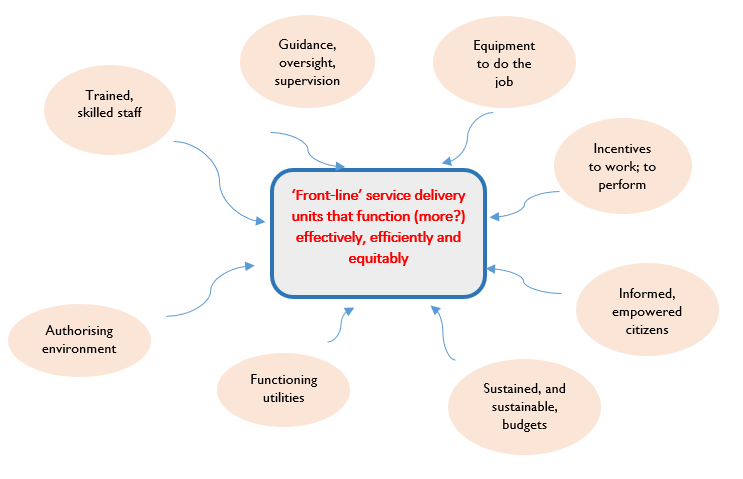 Guidance,
oversight,
supervision
Equipment
to do the
job
Trained,
skilled staff
Incentives
to work; to
perform
‘Front-line’ service delivery
units that function (more?)
effectively, efficiently and
equitably
Informed,
empowered
citizens
Authorising
environment
Functioning
utilities
Sustained, and
sustainable,
budgets